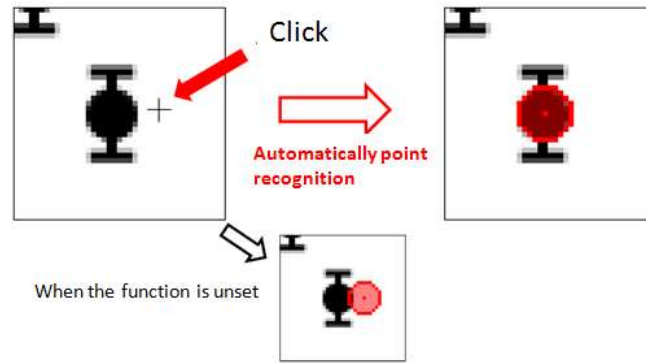 Click
Automatically point
recognition
When the function is unset